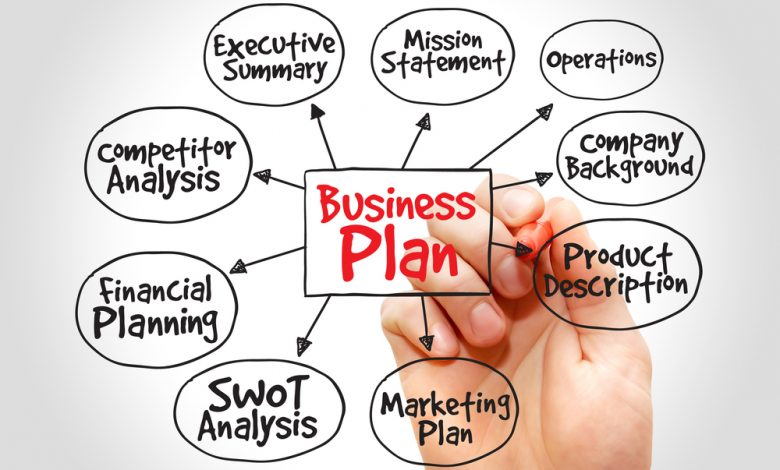 Executive
Summary
Mission
Statement
Operations
Competitor
Analysis
Company
Background
Business
Plan
Product
Description
Financial
Planning
SWOT
Analysis
Marketing
Plan